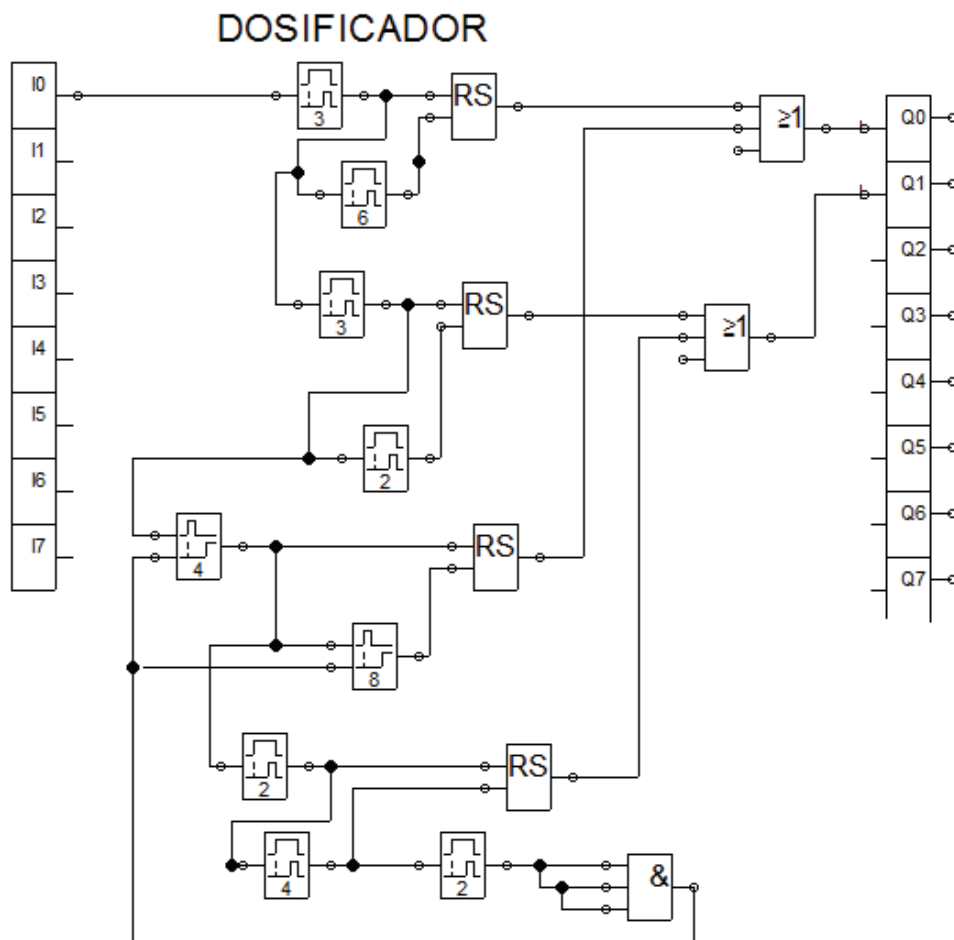 DOSIFICADOR
I0
I1
I2
I3
I4
I5
I6
I7
3
RS
6
3
RS
2
4
RS
8
2
RS
4
2
&
≥1
≥1
Q0
Q1
Q2
Q3
Q4
Q5
Q6
Q7
b
b